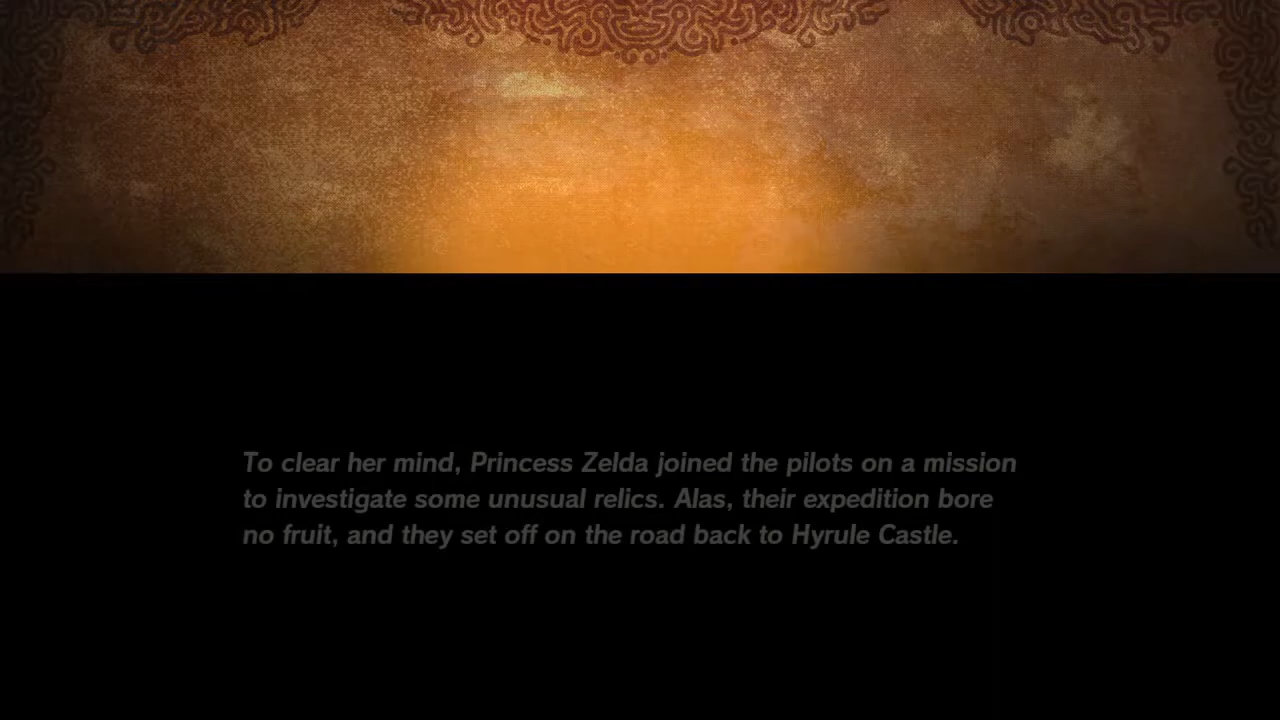 To clear her mind, Princess Zelda joined the pilots on a mission
to investigate some unusual relics. Alas, their expedition bore
no fruit, and they set off on the road back to Hyrule Castle.